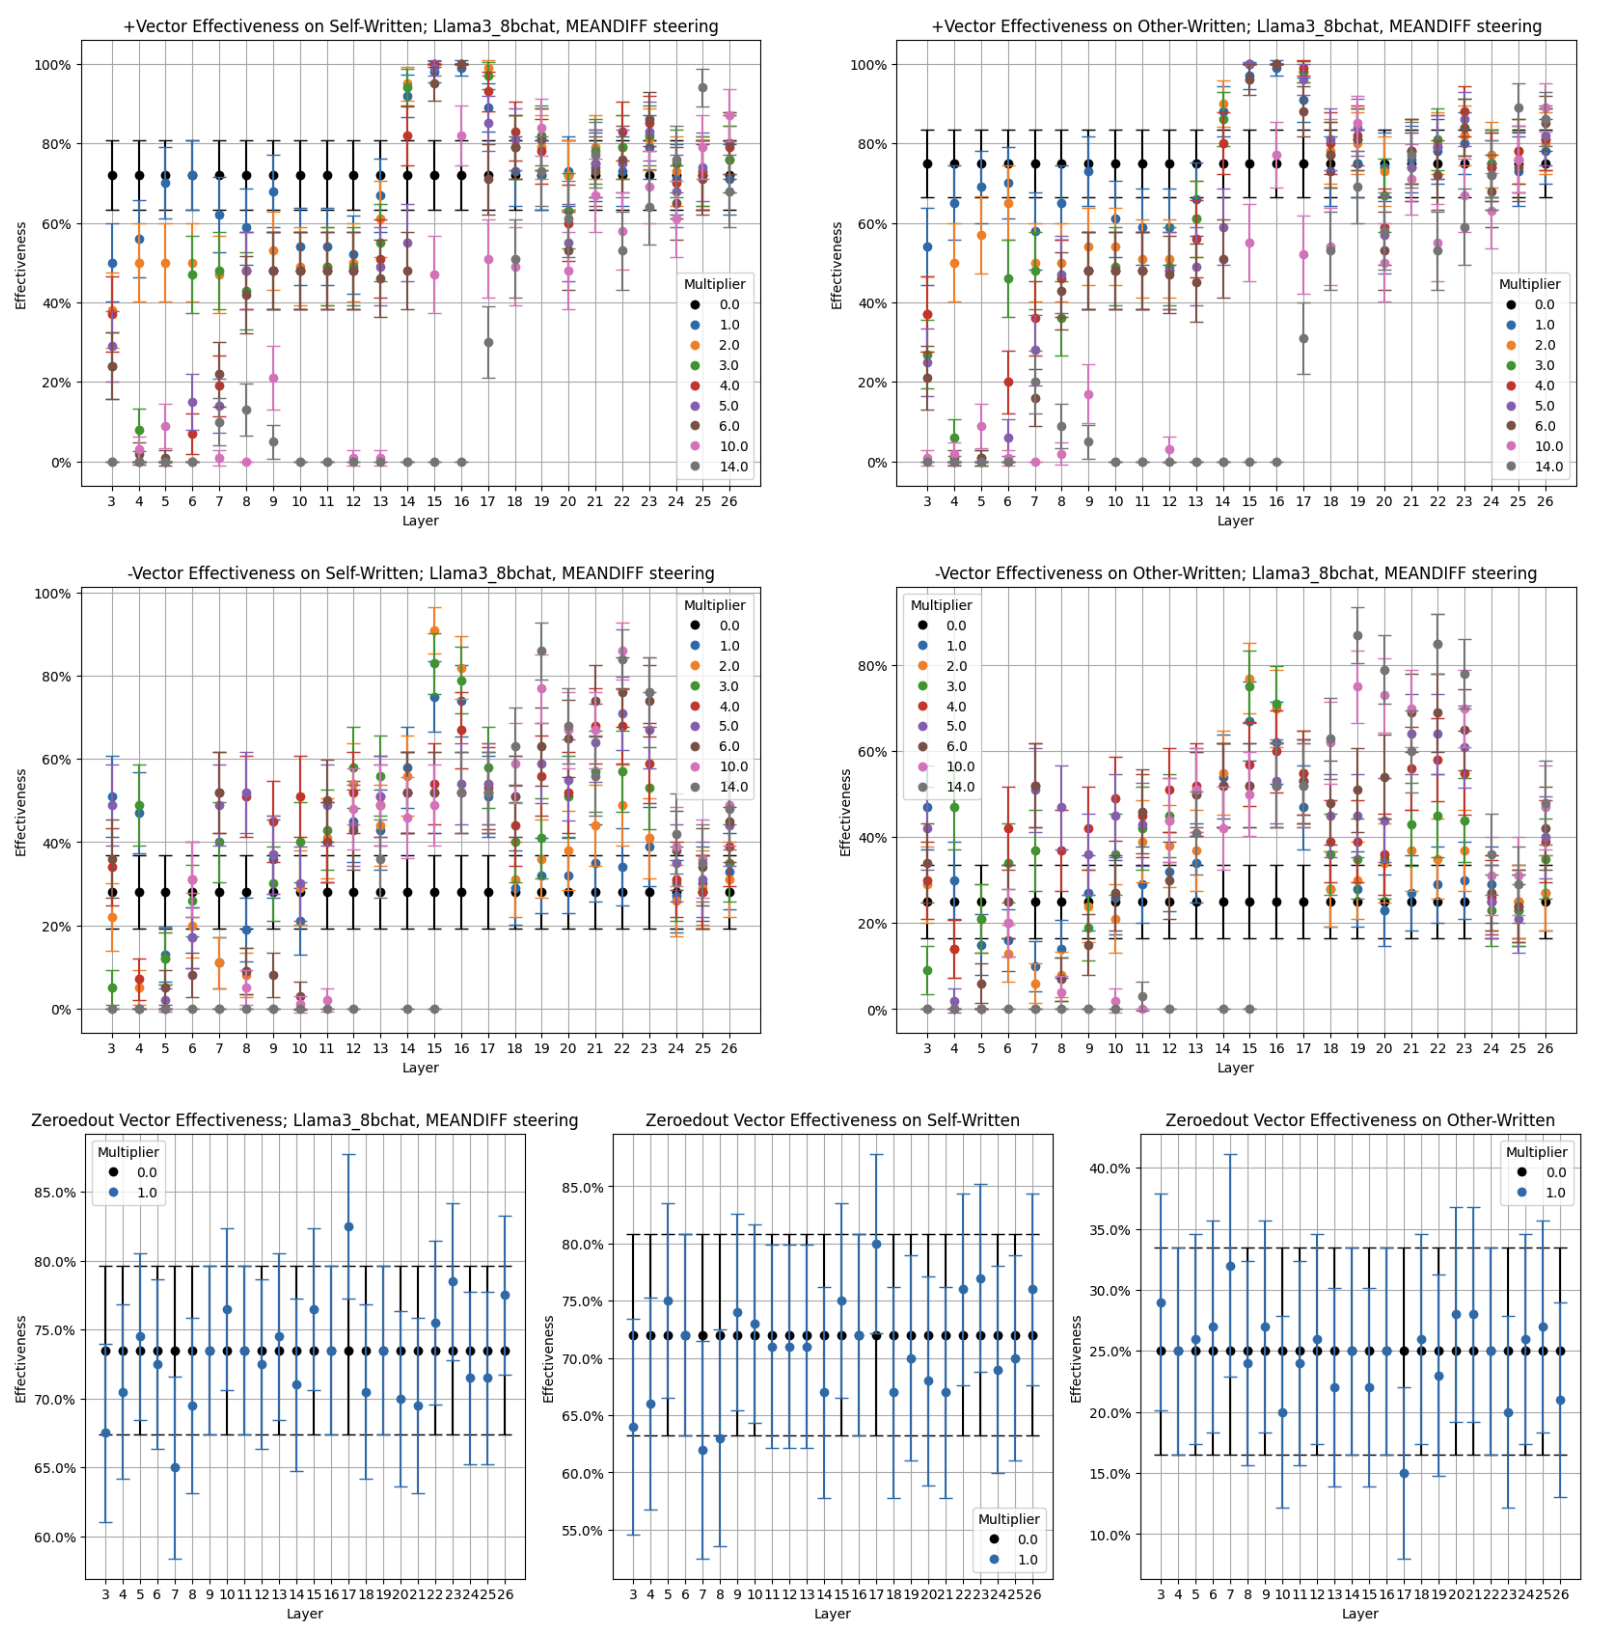 +Vector Effectiveness on Self-Written; Llama3_8bchat, MEANDIFF steering
100%
80%
60%
40%
20%
0%
Effectiveness
Multiplier
0.0
1.0
2.0
3.0
4.0
5.0
6.0
10.0
14.0
3 4 5 6 7 8 9 10 11 12 13 14 15 16 17 18 19 20 21 22 23 24 25 26
Layer
+Vector Effectiveness on Other-Written; Llama3_8bchat, MEANDIFF steering
100%
80%
60%
40%
20%
0%
Effectiveness
Multiplier
0.0
1.0
2.0
3.0
4.0
5.0
6.0
10.0
14.0
3 4 5 6 7 8 9 10 11 12 13 14 15 16 17 18 19 20 21 22 23 24 25 26
Layer
-Vector Effectiveness on Self-Written; Llama3_8bchat, MEANDIFF steering
100%
80%
60%
40%
20%
0%
Effectiveness
Multiplier
0.0
1.0
2.0
3.0
4.0
5.0
6.0
10.0
14.0
3 4 5 6 7 8 9 10 11 12 13 14 15 16 17 18 19 20 21 22 23 24 25 26
Layer
-Vector Effectiveness on Other-Written; Llama3_8bchat, MEANDIFF steering
80%
60%
40%
20%
0%
Effectiveness
Multiplier
0.0
1.0
2.0
3.0
4.0
5.0
6.0
10.0
14.0
3 4 5 6 7 8 9 10 11 12 13 14 15 16 17 18 19 20 21 22 23 24 25 26
Layer
Zeroedout Vector Effectiveness; Llama3_8bchat, MEANDIFF steering
85.0%
80.0%
75.0%
70.0%
65.0%
60.0%
Effectiveness
Multiplier
0.0
1.0
3 4 5 6 7 8 9 10 11 12 13 14 15 16 17 18 19 20 21 22 23 24 25 26
Layer
Zeroedout Vector Effectiveness on Self-Written
85.0%
80.0%
75.0%
70.0%
65.0%
60.0%
55.0%
Effectiveness
Multiplier
0.0
1.0
3 4 5 6 7 8 9 10 11 12 13 14 15 16 17 18 19 20 21 22 23 24 25 26
Layer
Zeroedout Vector Effectiveness on Other-Written
40.0%
35.0%
30.0%
25.0%
20.0%
15.0%
10.0%
Effectiveness
Multiplier
0.0
1.0
3 4 5 6 7 8 9 10 11 12 13 14 15 16 17 18 19 20 21 22 23 24 25 26
Layer